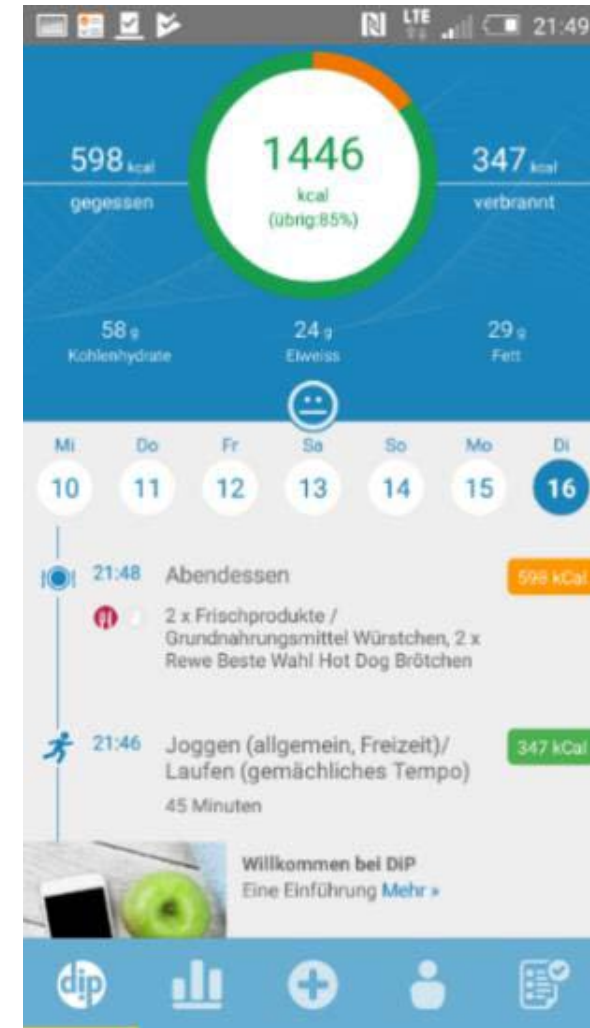 LTE 21:49
598 kcal
gegessen
1446
kcal
(übrig:85%)
347 kcal
verbrannt
58 g
Kohlenhydrate
24 g
Eiweiss
29 g
Fett
Mi Do Fr Sa So Mo Di
10 11 12 13 14 15 16
21:48 Abendessen 598 kCal
2 x Frischprodukte /
Grundnahrungsmittel Würstchen, 2 x
Rewe Beste Wahl Hot Dog Brötchen
21:46 Joggen (allgemein, Freizeit)/ 347 kCal
Laufen (gemächliches Tempo)
45 Minuten
Willkommen bei DiP
Eine Einführung Mehr »
dip